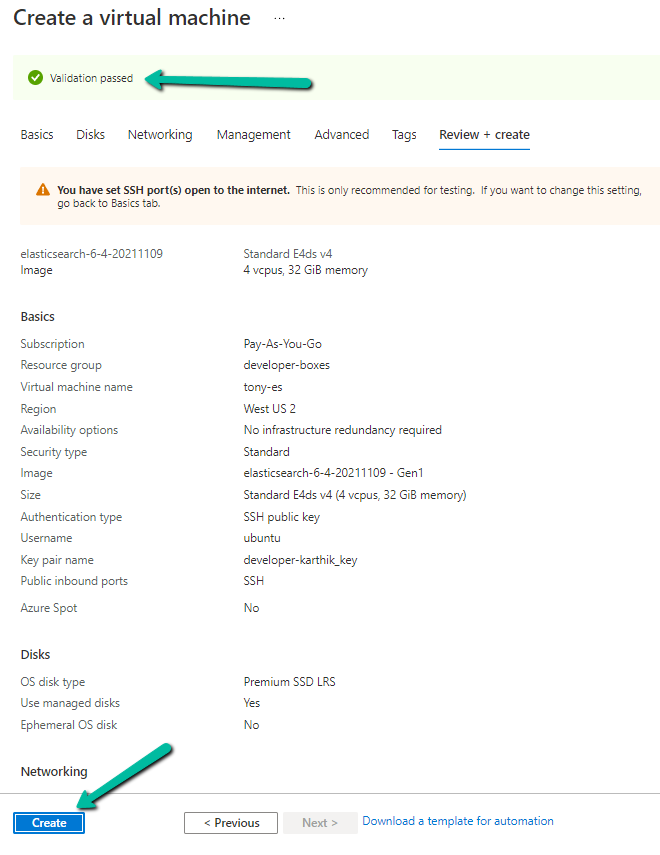 Create a virtual machine ...
Validation passed
Basics Disks Networking Management Advanced Tags Review + create
You have set SSH port(s) open to the internet. This is only recommended for testing. If you want to change this setting,
go back to Basics tab.
elasticsearch-6-4-20211109 Standard E4ds v4
Image 4 vcpus, 32 GiB memory
Basics
Subscription Pay-As-You-Go
Resource group developer-boxes
Virtual machine name tony-es
Region West US 2
Availability options No infrastructure redundancy required
Security type Standard
Image elasticsearch-6-4-20211109 - Gen1
Size Standard E4ds v4 (4 vcpus, 32 GiB memory)
Authentication type SSH public key
Username ubuntu
Key pair name developer-karthik_key
Public inbound ports SSH
Azure Spot No
Disks
OS disk type Premium SSD LRS
Use managed disks Yes
Ephemeral OS disk No
Networking
Create < Previous Next > Download a template for automation